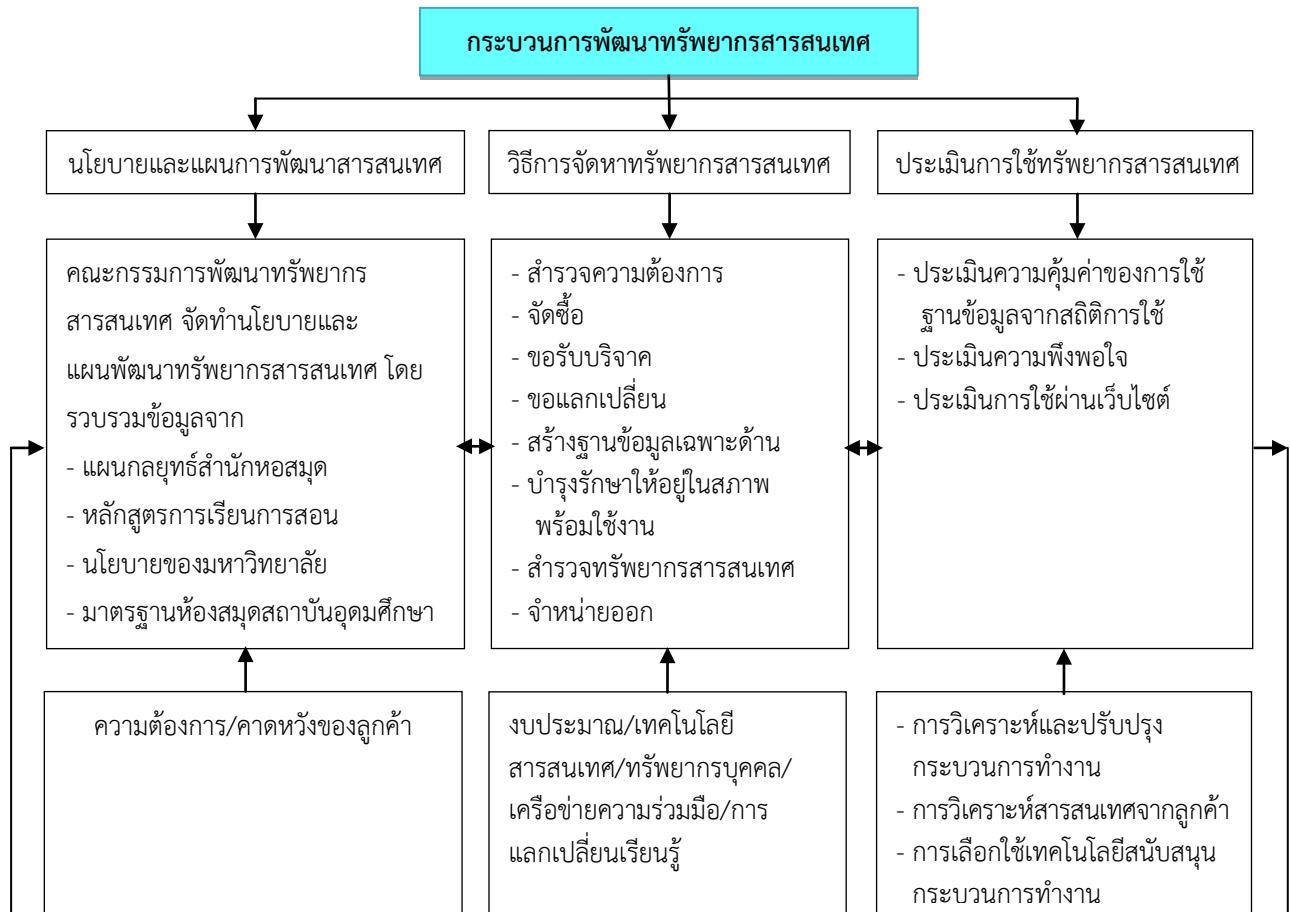 กระบวนการพัฒนาทรัพยากรสารสนเทศ
นโยบายและแผนการพัฒนาสารสนเทศ
วิธีการจัดหาทรัพยากรสารสนเทศ
ประเมินการใช้ทรัพยากรสารสนเทศ
คณะกรรมการพัฒนาทรัพยากร
สารสนเทศ จัดทำนโยบายและ
แผนพัฒนาทรัพยากรสารสนเทศ โดย
รวบรวมข้อมูลจาก
- แผนกลยุทธ์สำนักหอสมุด
- หลักสูตรการเรียนการสอน
- นโยบายของมหาวิทยาลัย
- มาตรฐานห้องสมุดสถาบันอุดมศึกษา
- สำรวจความต้องการ
- จัดซื้อ
- ขอรับบริจาค
- ขอแลกเปลี่ยน
- สร้างฐานข้อมูลเฉพาะด้าน
- บำรุงรักษาให้อยู่ในสภาพ
พร้อมใช้งาน
- สำรวจทรัพยากรสารสนเทศ
- จำหน่ายออก
- ประเมินความคุ้มค่าของการใช้
ฐานข้อมูลจากสถิติการใช้
- ประเมินความพึงพอใจ
- ประเมินการใช้ผ่านเว็บไซต์
ความต้องการ/คาดหวังของลูกค้า
งบประมาณ/เทคโนโลยี
สารสนเทศ/ทรัพยากรบุคคล/
เครือข่ายความร่วมมือ/การ
แลกเปลี่ยนเรียนรู้
- การวิเคราะห์และปรับปรุง
กระบวนการทำงาน
- การวิเคราะห์สารสนเทศจากลูกค้า
- การเลือกใช้เทคโนโลยีสนับสนุน
กระบวนการทำงาน